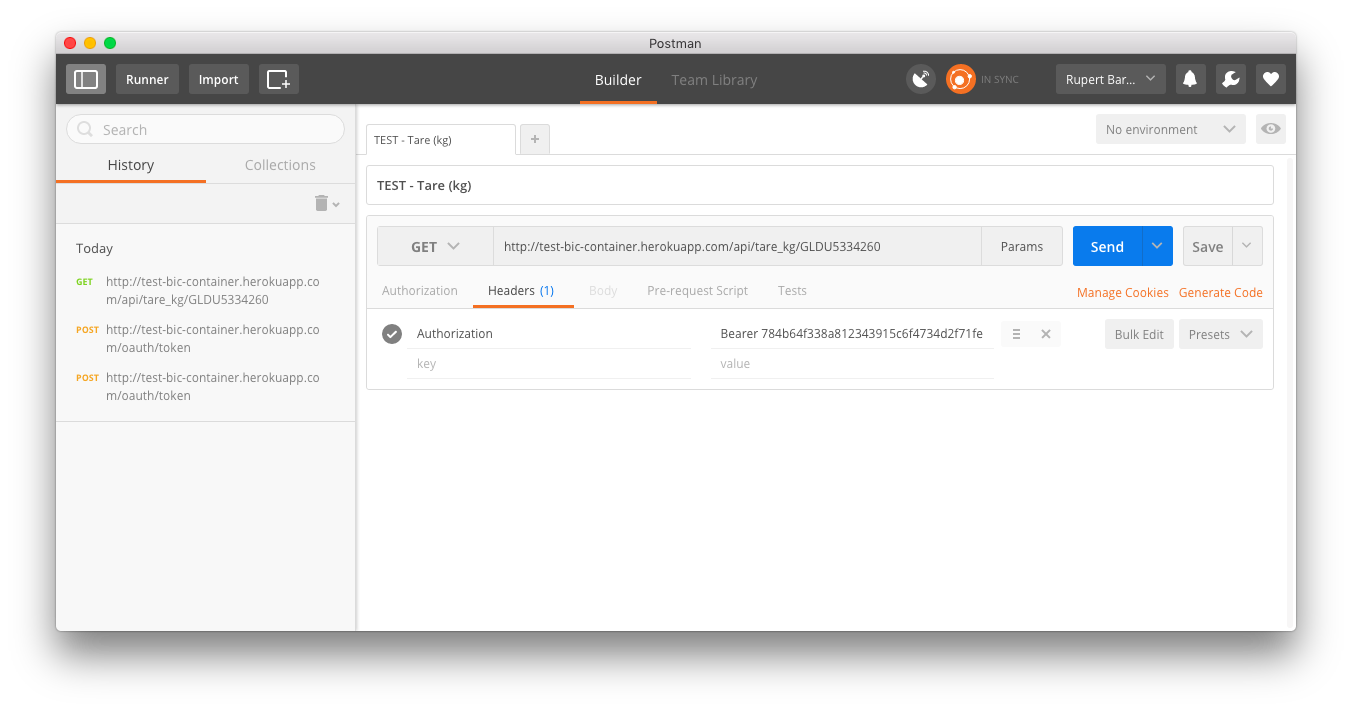 Postman
Runner
Import
Builder
Team Library
IN SYNC
Rupert Bar...
Search
History
Collections
Today
GET
http://test-bic-container.herokuapp.co
m/api/tare_kg/GLDU5334260
POST
http://test-bic-container.herokuapp.co
m/oauth/token
POST
http://test-bic-container.herokuapp.co
m/oauth/token
TEST - Tare (kg)
+
No environment
TEST - Tare (kg)
GET
http://test-bic-container.herokuapp.com/api/tare_kg/GLDU5334260
Params
Send
Save
Authorization
Headers (1)
Body
Pre-request Script
Tests
Manage Cookies
Generate Code
Authorization
Bearer 784b64f338a812343915c6f4734d2f71fe
Bulk Edit
Presets
key
value